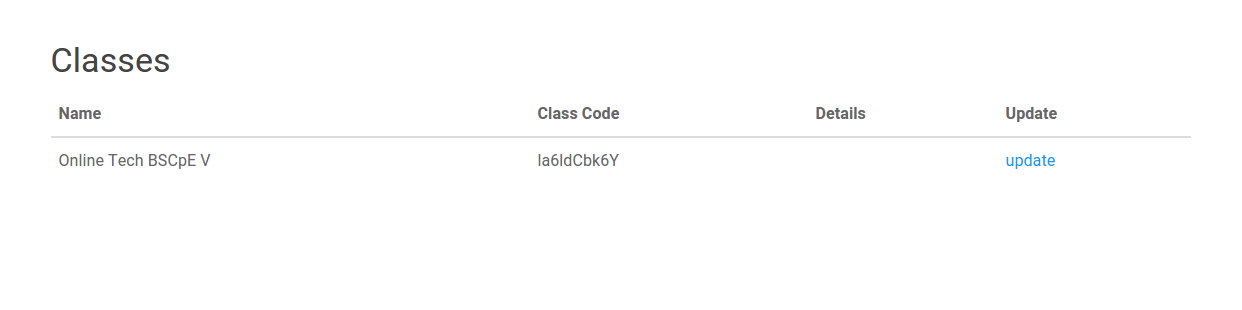 Classes
Name Class Code Details Update
Online Tech BSCpE V la6ldCbk6Y update